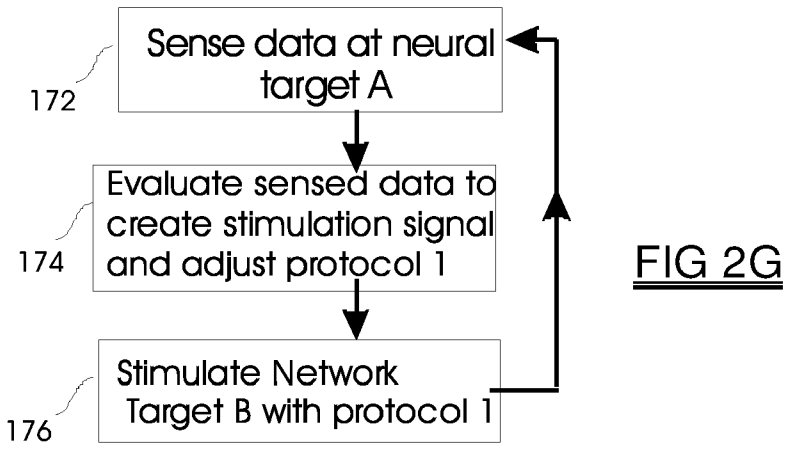 Sense data at neural
target A
172
Evaluate sensed data to
create stimulation signal
and adjust protocol 1
174
FIG 2G
Stimulate Network
Target B with protocol 1
176